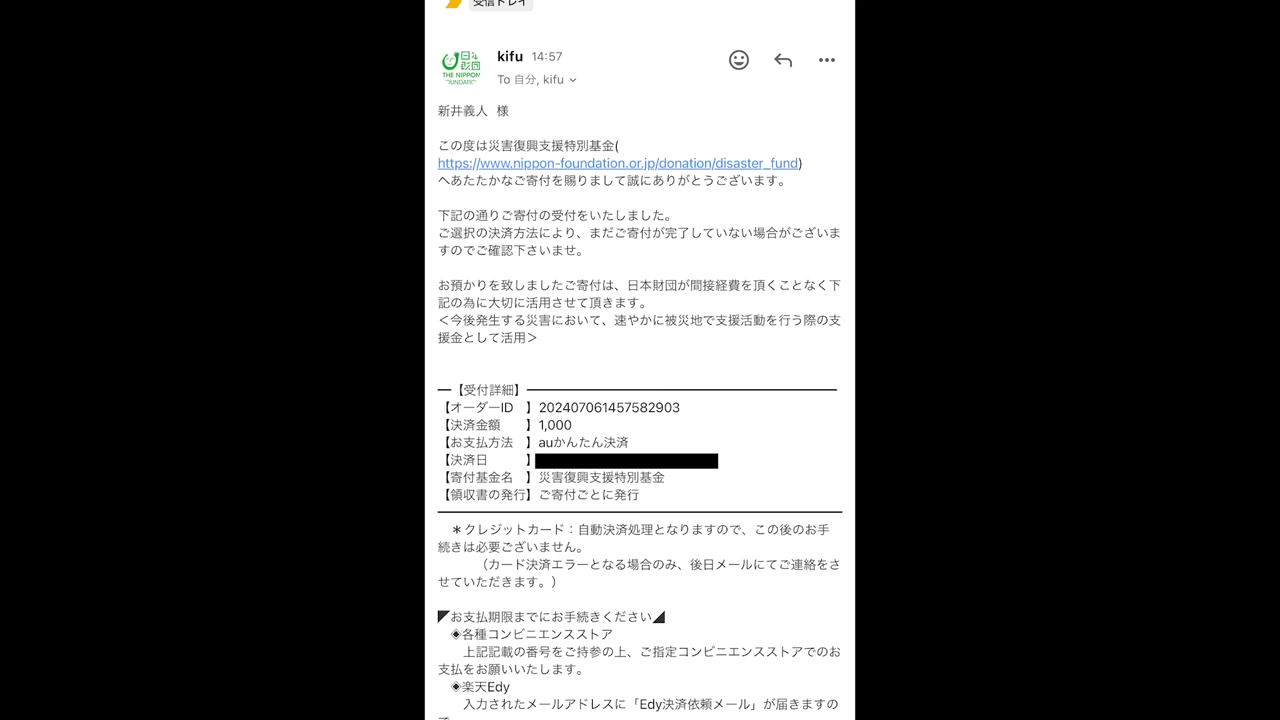 受信トレイ
日本
財団
THE NIPPON
FOUNDATION
kifu 14:57
To 自分, kifu
新井義人 様
この度は災害復興支援特別基金(
https://www.nippon-foundation.or.jp/donation/disaster_fund)
へあたたかなご寄付を賜りまして誠にありがとうございます。
下記の通りご寄付の受付をいたしました。
ご選択の決済方法により、まだご寄付が完了していない場合がございま
すのでご確認下さいませ。
お預かりを致しましたご寄付は、日本財団が間接経費を頂くことなく下
記の為に大切に活用させて頂きます。
＜今後発生する災害において、速やかに被災地で支援活動を行う際の支
援金として活用＞
━【受付詳細】━━━━━━━━━━━━━━━━━━━━━━━━━
【オーダーID 】202407061457582903
【決済金額 】1,000
【お支払方法 】auかんたん決済
【決済日 】
【寄付基金名 】災害復興支援特別基金
【領収書の発行】ご寄付ごとに発行
＊クレジットカード：自動決済処理となりますので、この後のお手
続きは必要ございません。
（カード決済エラーとなる場合のみ、後日メールにてご連絡をさ
せていただきます。）
◤お支払期限までにお手続きください◢
◈各種コンビニエンスストア
上記記載の番号をご持参の上、ご指定コンビニエンスストアでのお
支払をお願いいたします。
◈楽天Edy
入力されたメールアドレスに「Edy決済依頼メール」が届きますの
で